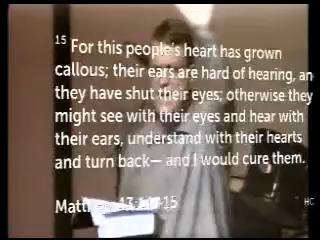 15 For this people's heart has grown
callous; their ears are hard of hearing, an
they have shut their eyes; otherwise they
might see with their eyes and hear with
their ears, understand with their hearts
and turn back— and I would cure them.
13:
15
HC